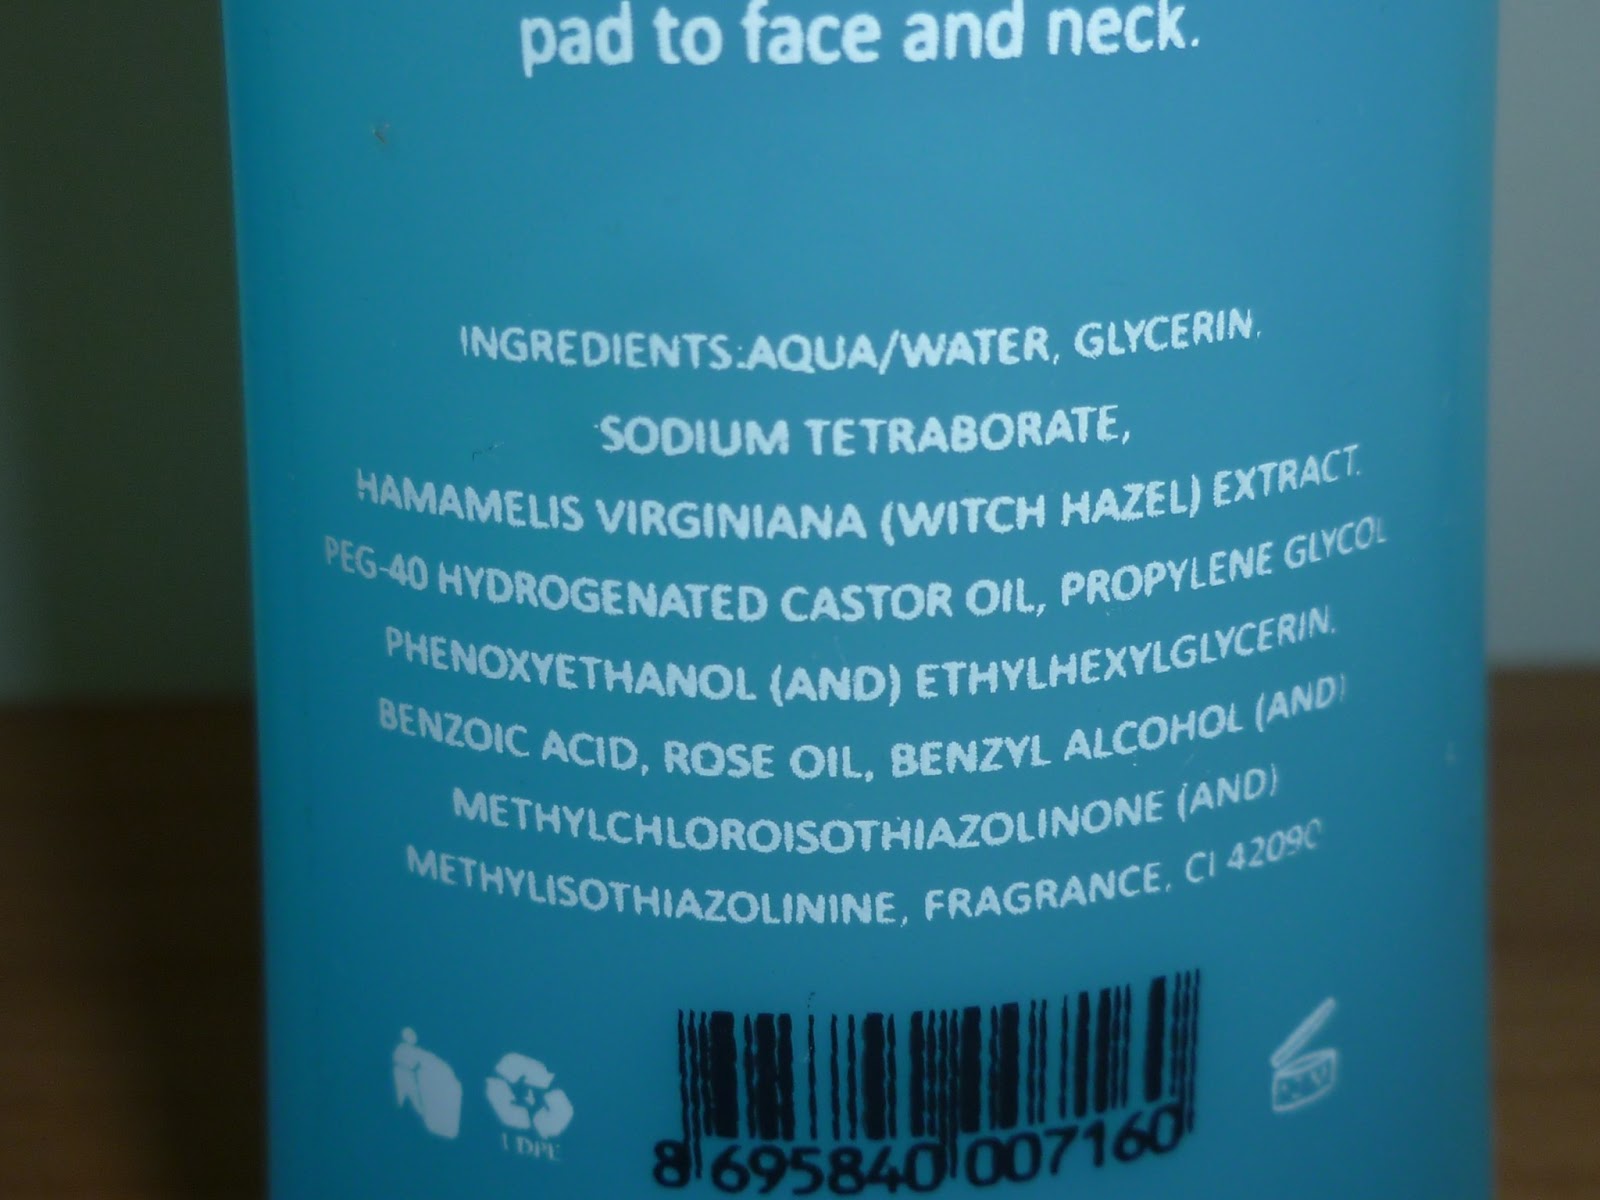 pad to face and neck.
INGREDIENTS:AQUA/WATER, GLYCERIN.
SODIUM TETRABORATE,
HAMAMELIS VIRGINIANA (WITCH HAZEL) EXTRACT.
PEG-40 HYDROGENATED CASTOR OIL, PROPYLENE GLYCOL
PHENOXYETHANOL (AND) ETHYLHEXYLGLYCERIN.
BENZOIC ACID, ROSE OIL, BENZYL ALCOHOL (AND)
METHYLCHLOROISOTHIAZOLINONE (AND)
METHYLISOTHIAZOLININE, FRAGRANCE. CI 42090
4
LDPE
8 695840 007160